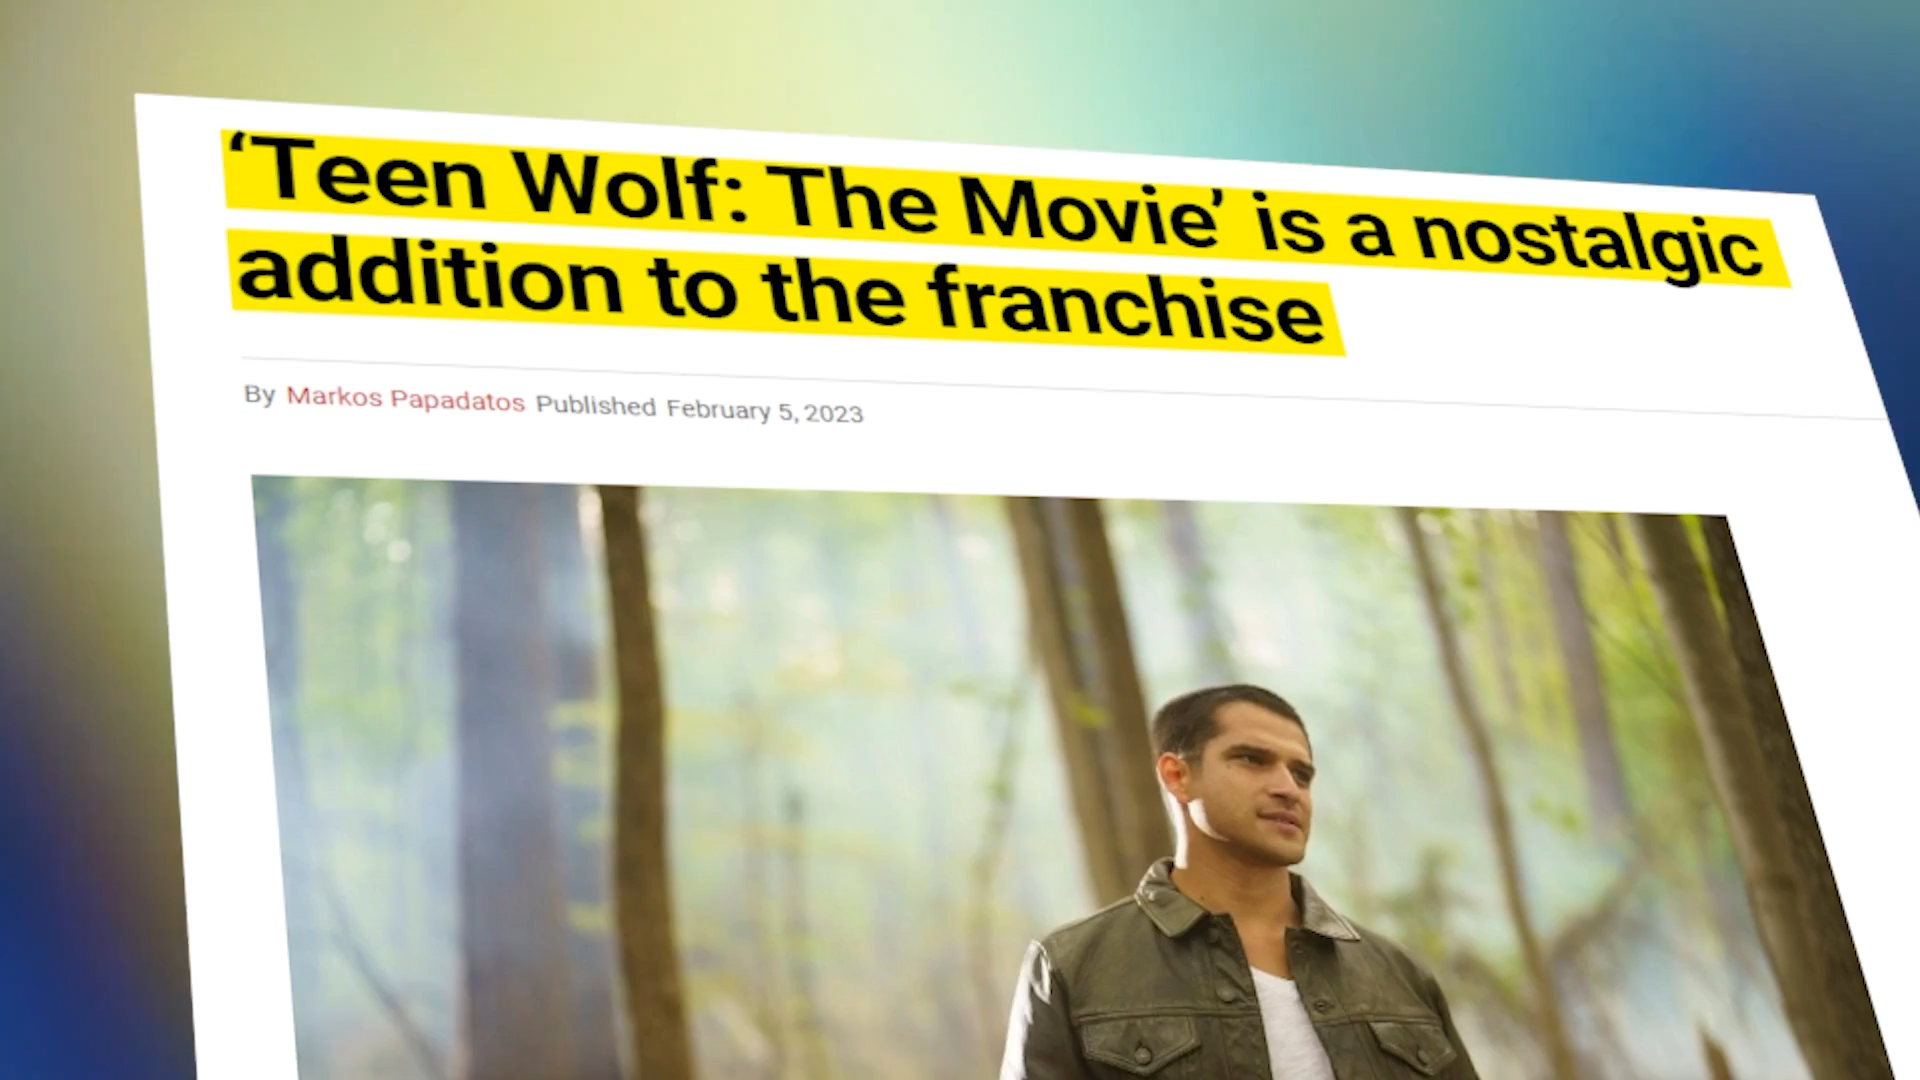 ‘Teen Wolf: The Movie’ is a nostalgic
addition to the franchise
By Markos Papadatos Published February 5, 2023